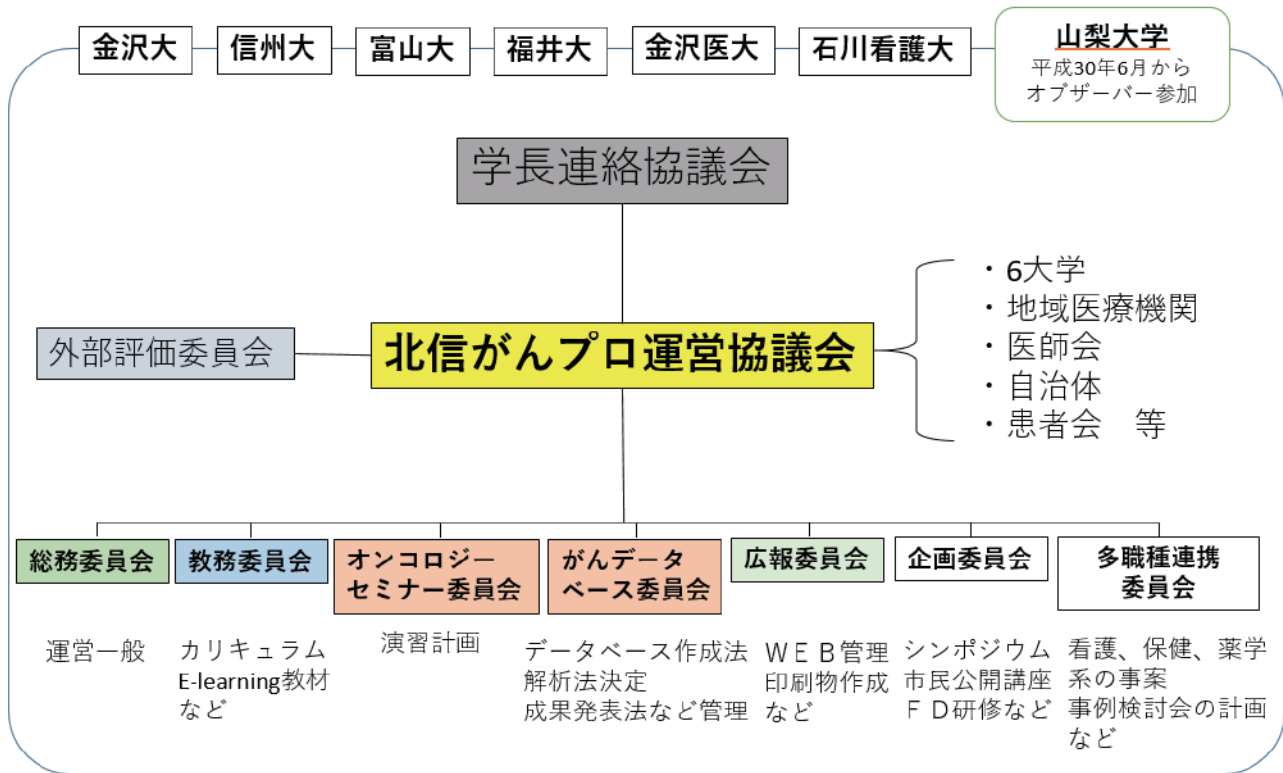 金沢大
信州大
富山大
福井大
金沢医大
石川看護大
山梨大学
平成30年6月から
オブザーバー参加
学長連絡協議会
外部評価委員会
北信がんプロ運営協議会
・6大学
・地域医療機関
・医師会
・自治体
・患者会　等
総務委員会
運営一般
教務委員会
カリキュラム
E-learning教材
など
オンコロジー
セミナー委員会
演習計画
がんデータ
ベース委員会
データベース作成法
解析法決定
成果発表法など管理
広報委員会
ＷＥＢ管理
印刷物作成
など
企画委員会
シンポジウム
市民公開講座
ＦＤ研修など
多職種連携
委員会
看護、保健、薬学
系の事案
事例検討会の計画
など